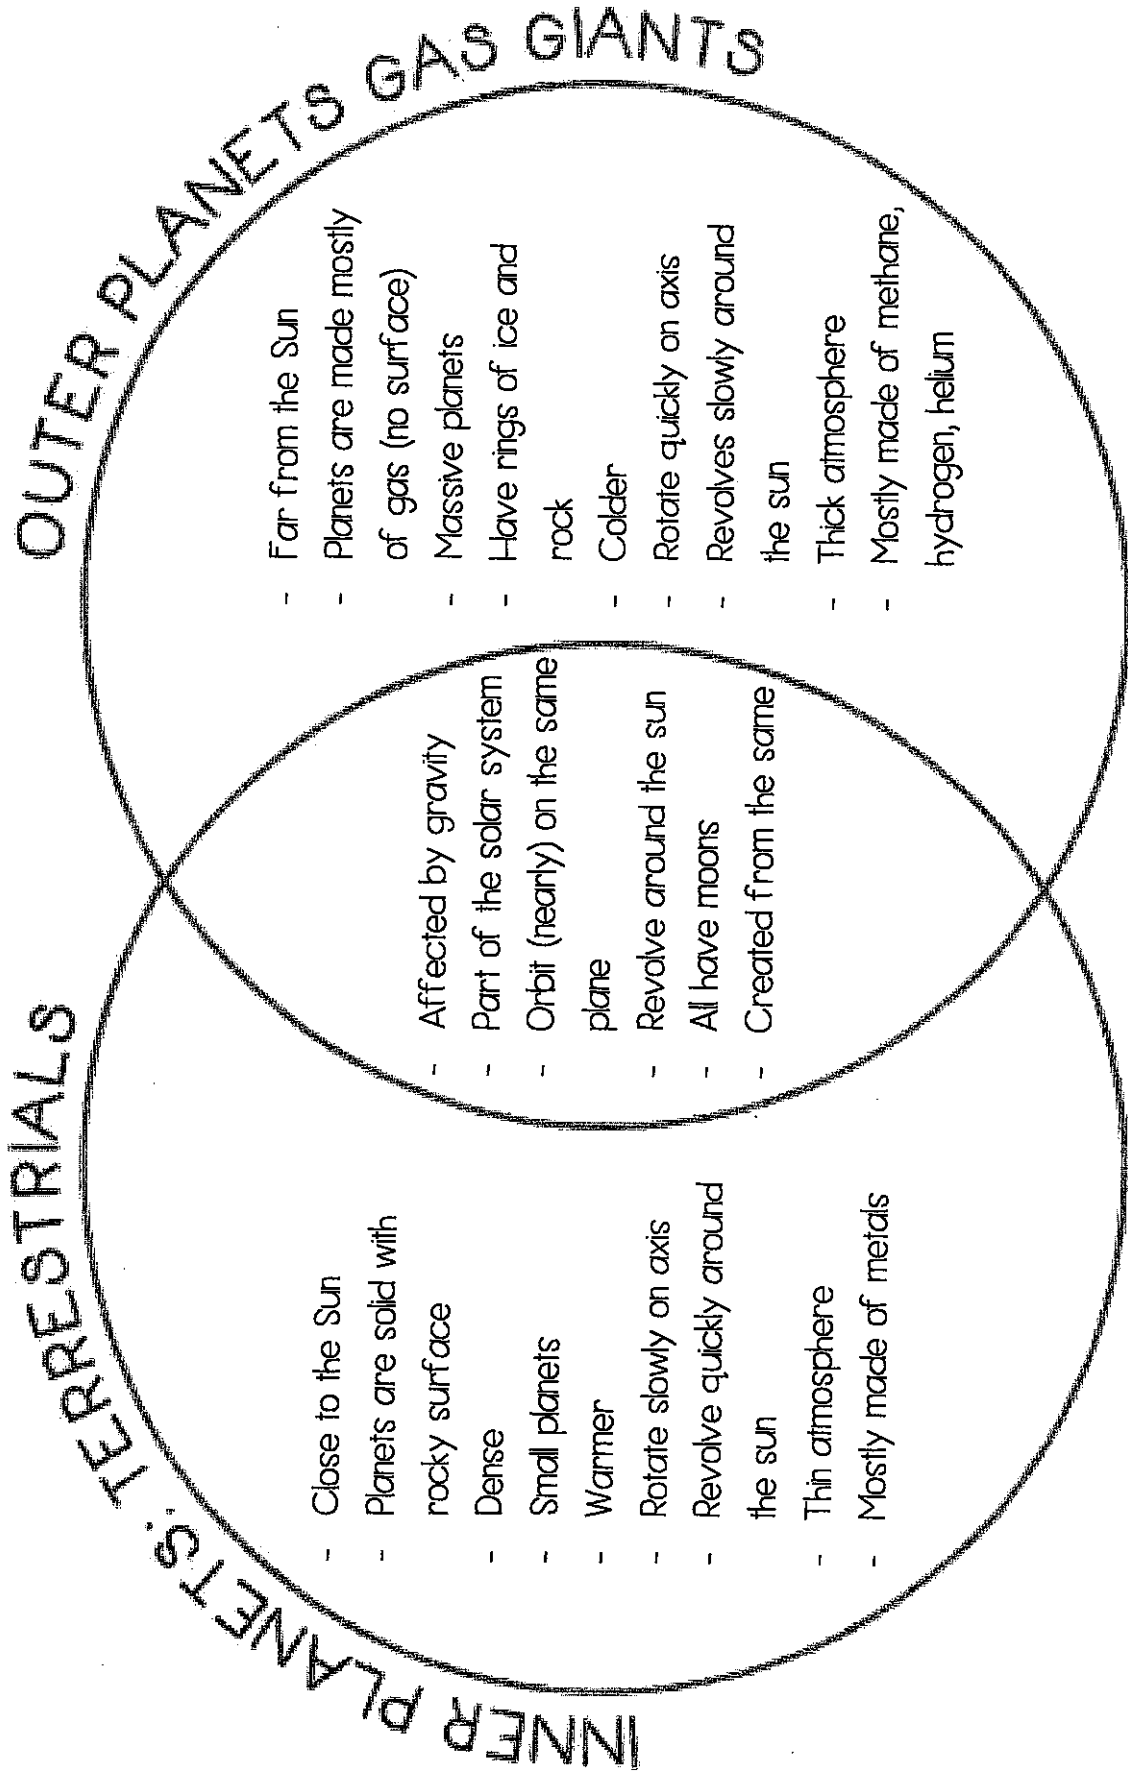 INNER PLANETS: TERRESTRIALS
- Close to the Sun
- Planets are solid with
rocky surface
- Dense
- Small planets
- Warmer
- Rotate slowly on axis
- Revolve quickly around
the sun
- Thin atmosphere
- Mostly made of metals
- Affected by gravity
- Part of the solar system
- Orbit (nearly) on the same
plane
- Revolve around the sun
- All have moons
- Created from the same
OUTER PLANETS GAS GIANTS
- Far from the Sun
- Planets are made mostly
of gas (no surface)
- Massive planets
- Have rings of ice and
rock
- Colder
- Rotate quickly on axis
- Revolves slowly around
the sun
- Thick atmosphere
- Mostly made of methane,
hydrogen, helium